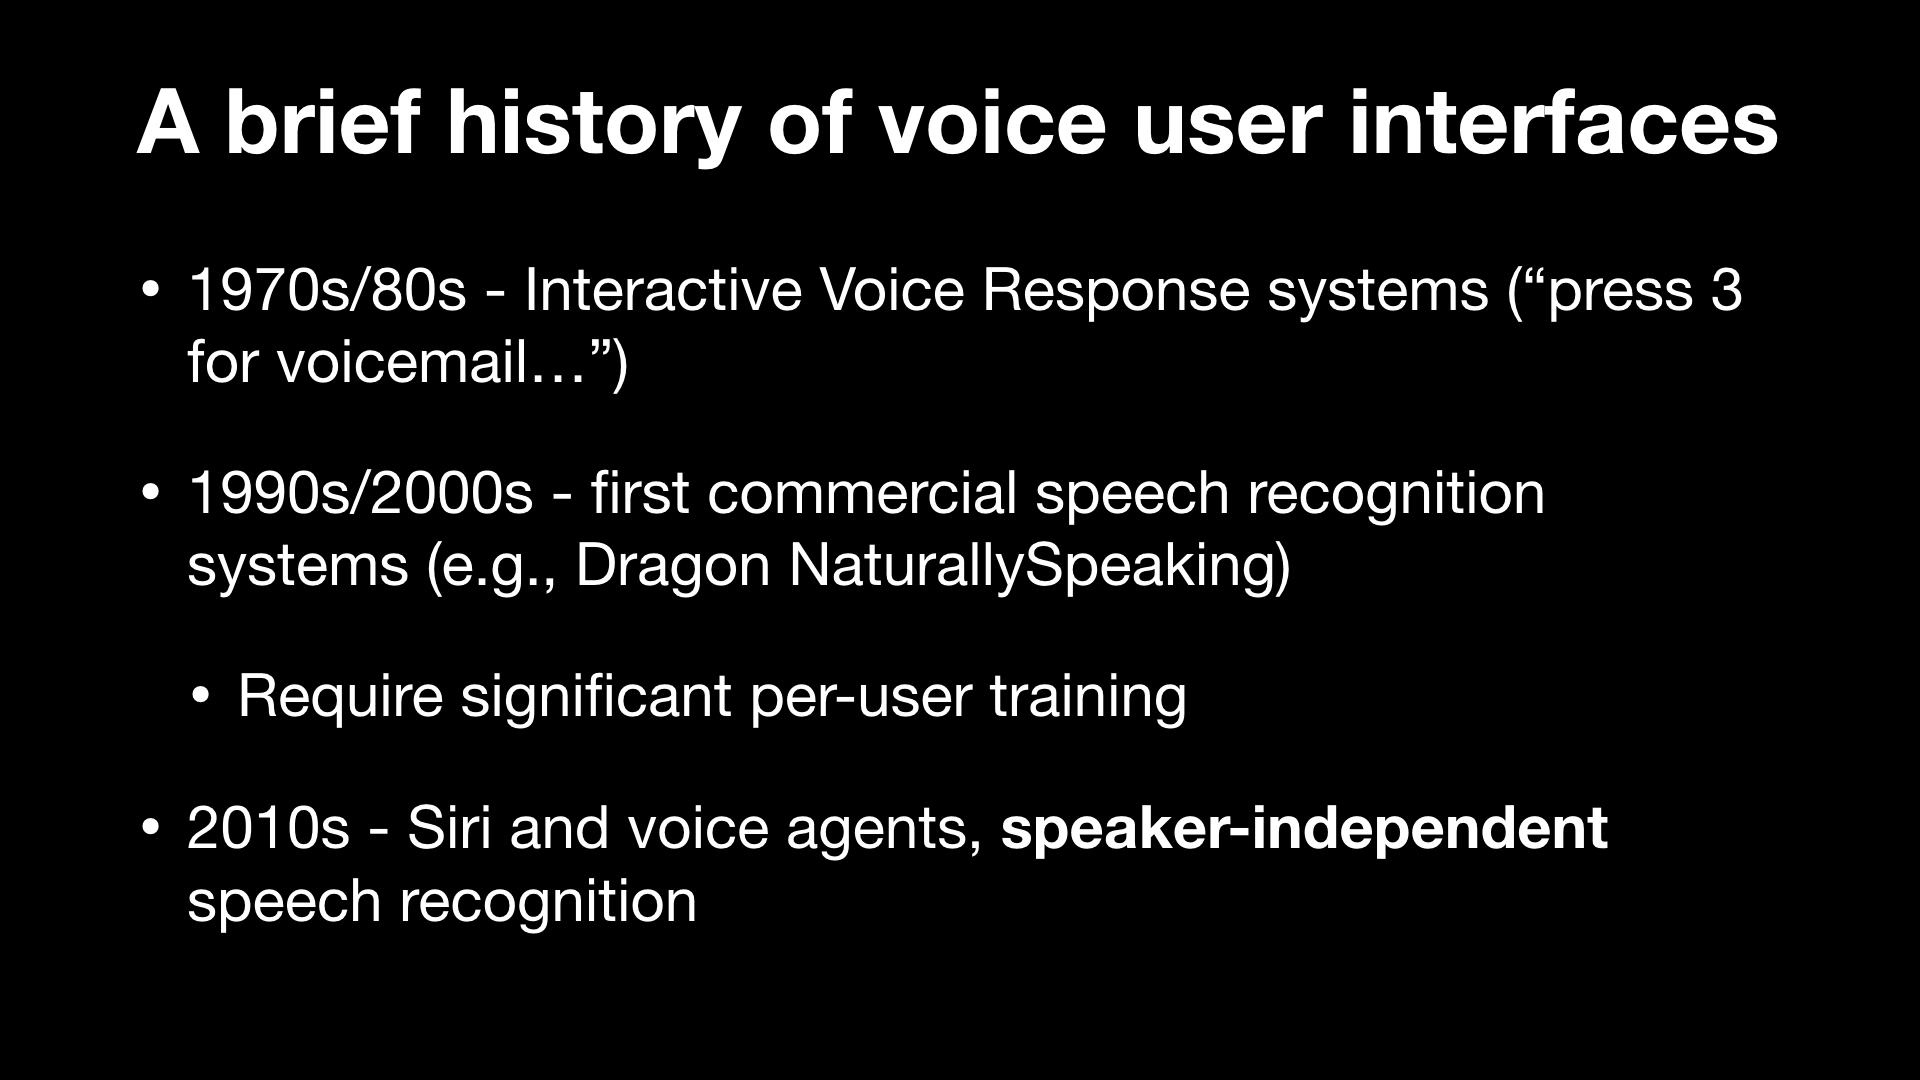 A brief history of voice user interfaces
• 1970s/80s - Interactive Voice Response systems (“press 3
for voicemail…”)
• 1990s/2000s - first commercial speech recognition
systems (e.g., Dragon NaturallySpeaking)
• Require significant per-user training
• 2010s - Siri and voice agents, speaker-independent
speech recognition